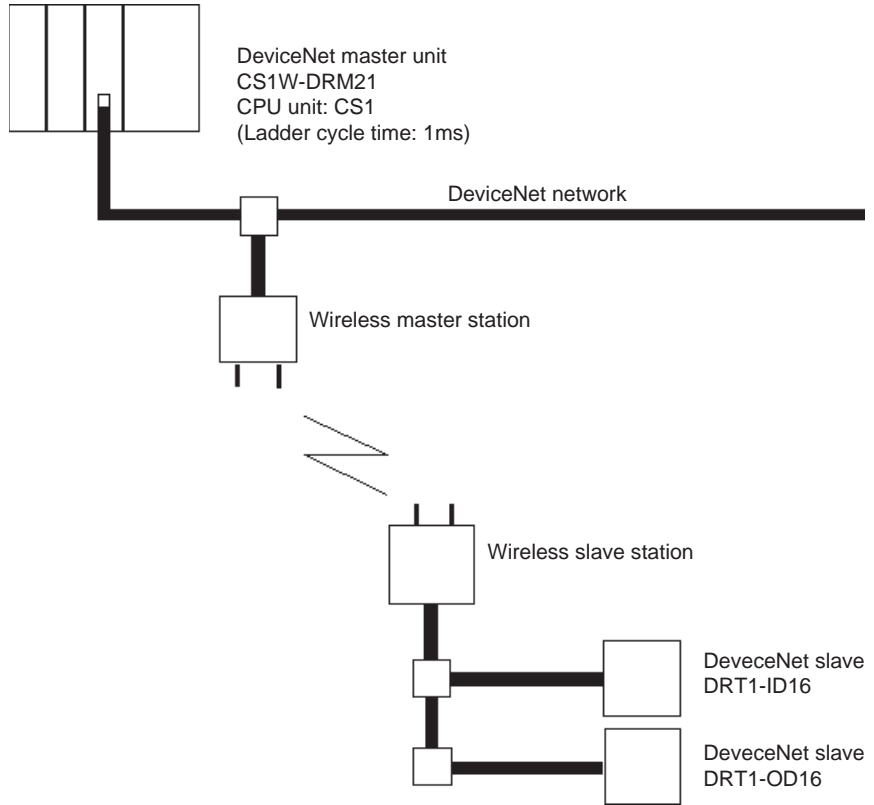 DeviceNet master unit
CS1W-DRM21
CPU unit: CS1
(Ladder cycle time: 1ms)
DeviceNet network
Wireless master station
Wireless slave station
DeveceNet slave
DRT1-ID16
DeveceNet slave
DRT1-OD16